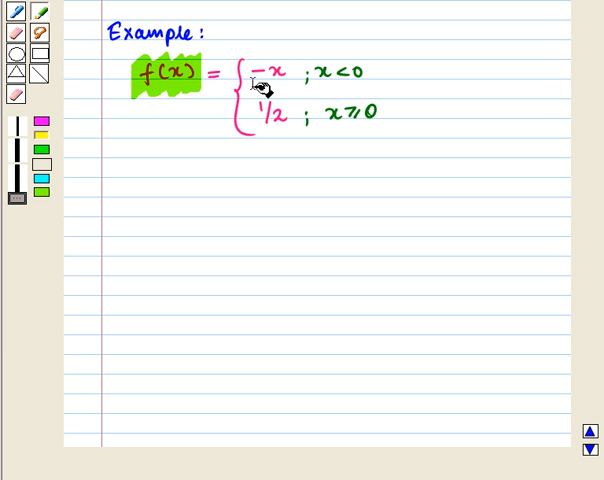 Example:
f(x) = { -x ; x < 0
1/2 ; x ≥ 0